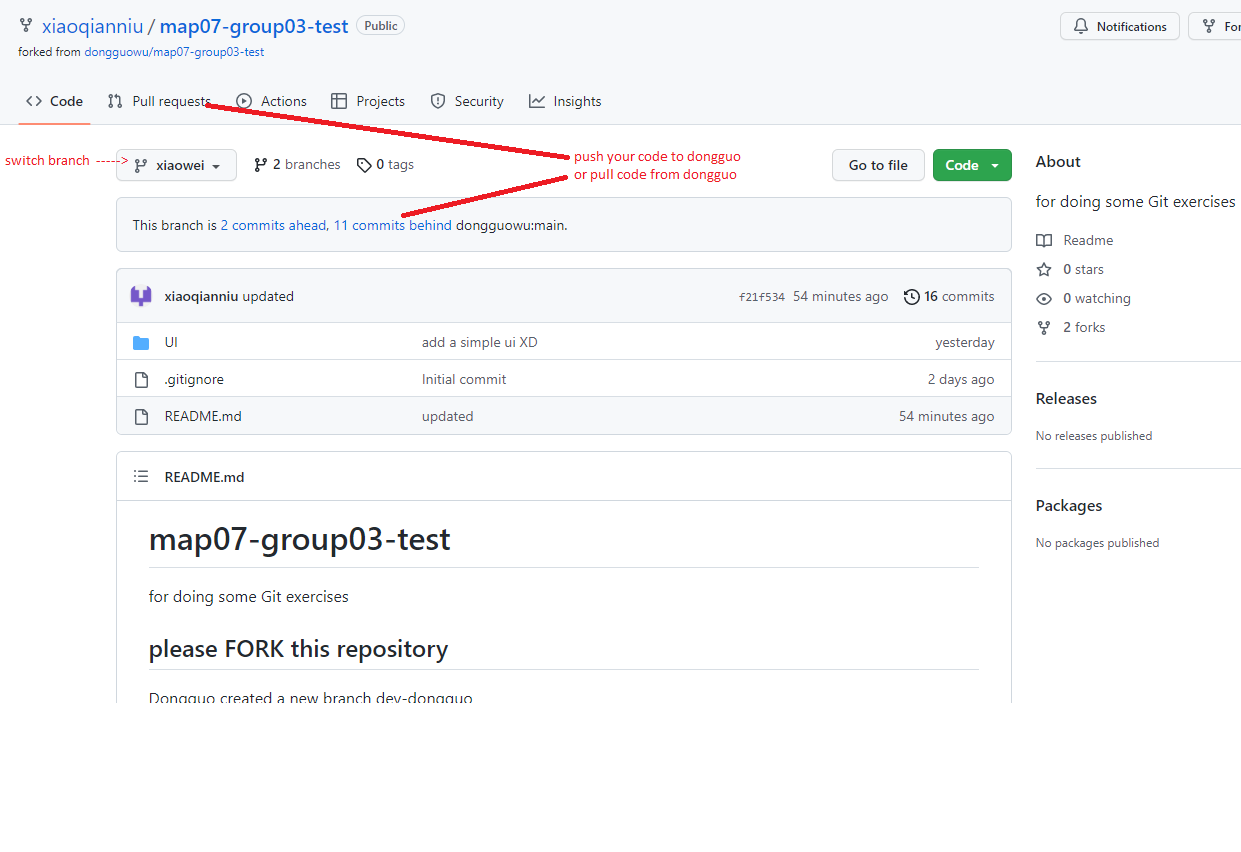 xiaoqianniu / map07-group03-test Public
Notifications
forked from dongguowu/map07-group03-test
Code Pull requests Actions Projects Security Insights
switch branch -----> xiaowei 2 branches 0 tags
push your code to dongguo
or pull code from dongguo
Go to file Code
This branch is 2 commits ahead, 11 commits behind dongguowu:main.
xiaoqianniu updated f21f534 54 minutes ago 16 commits
UI add a simple ui XD yesterday
.gitignore Initial commit 2 days ago
README.md updated 54 minutes ago
README.md
map07-group03-test
for doing some Git exercises
please FORK this repository
Dongguo created a new branch dev-dongguo
About
for doing some Git exercises
Readme
0 stars
0 watching
2 forks
Releases
No releases published
Packages
No packages published